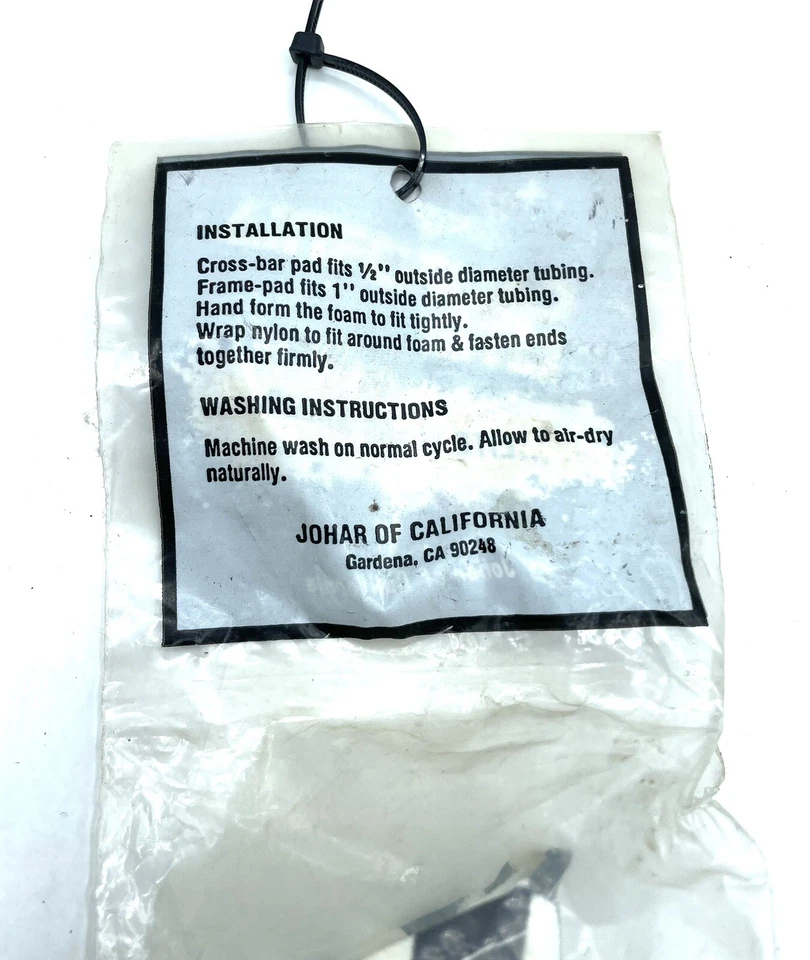 INSTALLATION
Cross-bar pad fits ½" outside diameter tubing.
Frame-pad fits 1" outside diameter tubing.
Hand form the foam to fit tightly.
Wrap nylon to fit around foam & fasten ends
together firmly.
WASHING INSTRUCTIONS
Machine wash on normal cycle. Allow to air-dry
naturally.
JOHAR OF CALIFORNIA
Gardena, CA 90248